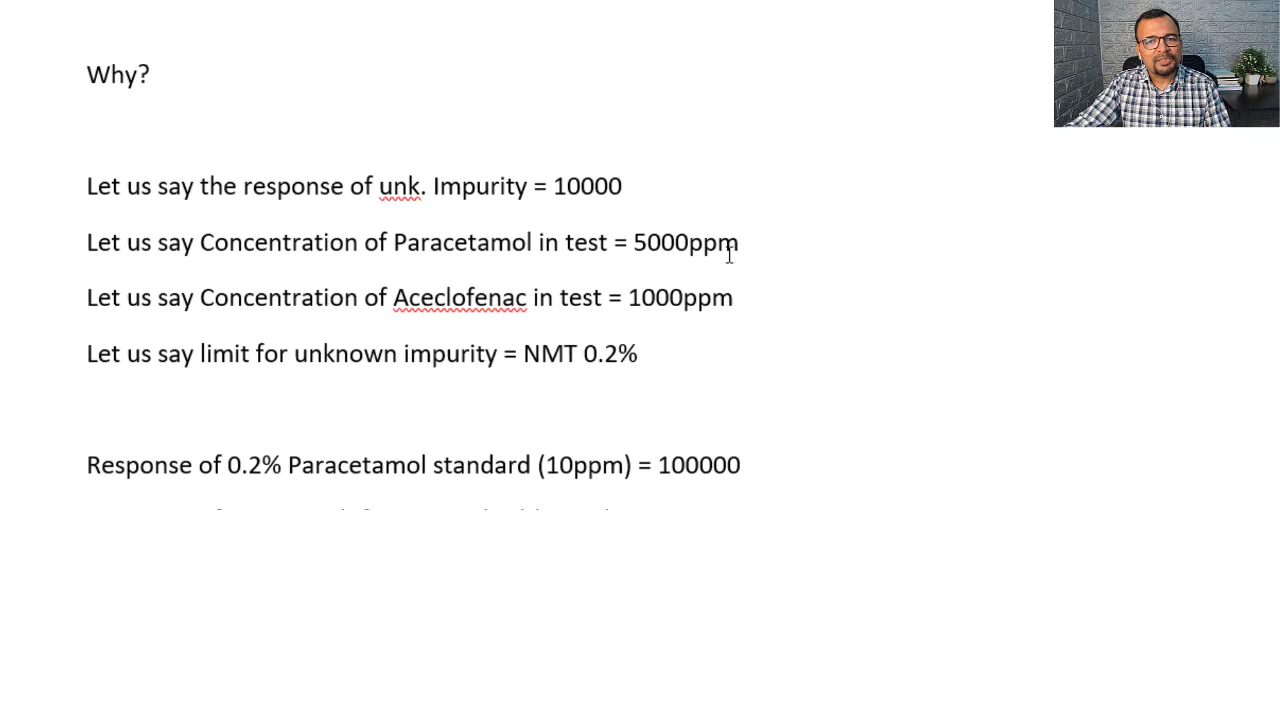 Why?
Let us say the response of unk. Impurity = 10000
Let us say Concentration of Paracetamol in test = 5000ppm
Let us say Concentration of Aceclofenac in test = 1000ppm
Let us say limit for unknown impurity = NMT 0.2%
Response of 0.2% Paracetamol standard (10ppm) = 100000